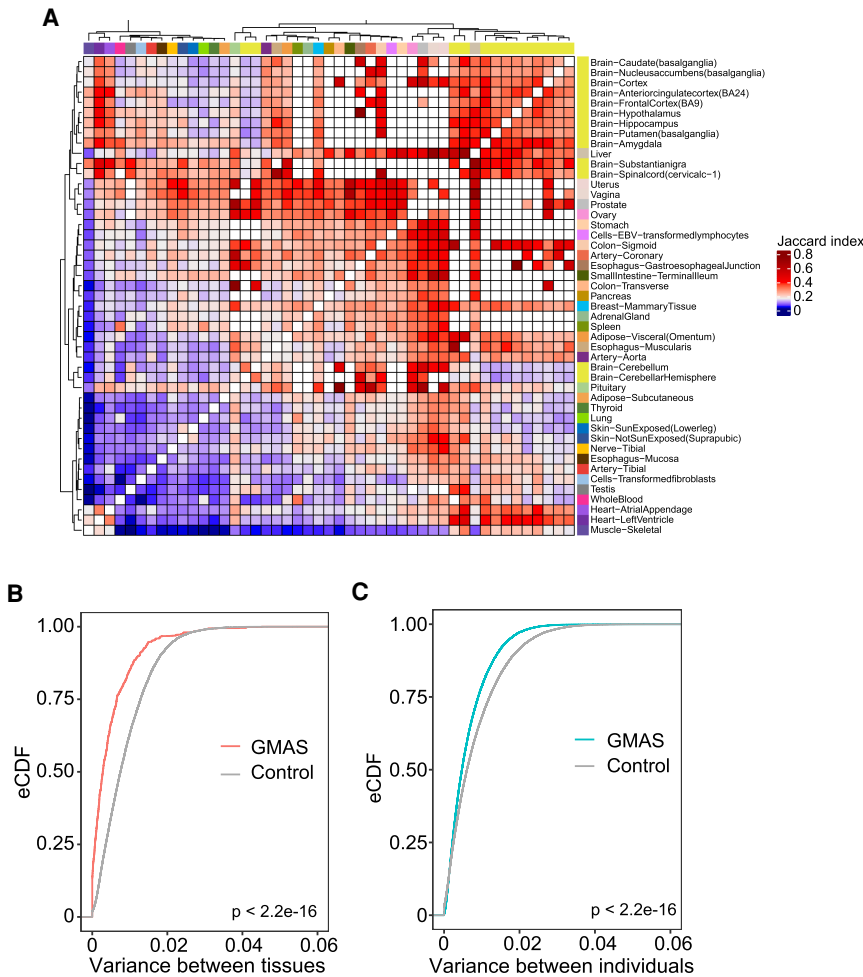 A
Brain−Caudate(basalganglia)
Brain−Nucleusaccumbens(basalganglia)
Brain−Cortex
Brain−Anteriorcingulatecortex(BA24)
Brain−FrontalCortex(BA9)
Brain−Hypothalamus
Brain−Hippocampus
Brain−Putamen(basalganglia)
Brain−Amygdala
Liver
Brain−Substantianigra
Brain−Spinalcord(cervicalc−1)
Uterus
Vagina
Prostate
Ovary
Stomach
Cells−EBV−transformedlymphocytes
Colon−Sigmoid
Artery−Coronary
Esophagus−GastroesophagealJunction
SmallIntestine−TerminalIleum
Colon−Transverse
Pancreas
Breast−MammaryTissue
AdrenalGland
Spleen
Adipose−Visceral(Omentum)
Esophagus−Muscularis
Artery−Aorta
Brain−Cerebellum
Brain−CerebellarHemisphere
Pituitary
Adipose−Subcutaneous
Thyroid
Lung
Skin−SunExposed(Lowerleg)
Skin−NotSunExposed(Suprapubic)
Nerve−Tibial
Esophagus−Mucosa
Artery−Tibial
Cells−Transformedfibroblasts
Testis
WholeBlood
Heart−AtrialAppendage
Heart−LeftVentricle
Muscle−Skeletal
Jaccard index
0.8
0.6
0.4
0.2
0
B
eCDF
1.00
0.75
0.50
0.25
0
GMAS
Control
p < 2.2e-16
0 0.02 0.04 0.06
Variance between tissues
C
eCDF
1.00
0.75
0.50
0.25
0
GMAS
Control
p < 2.2e-16
0 0.02 0.04 0.06
Variance between individuals